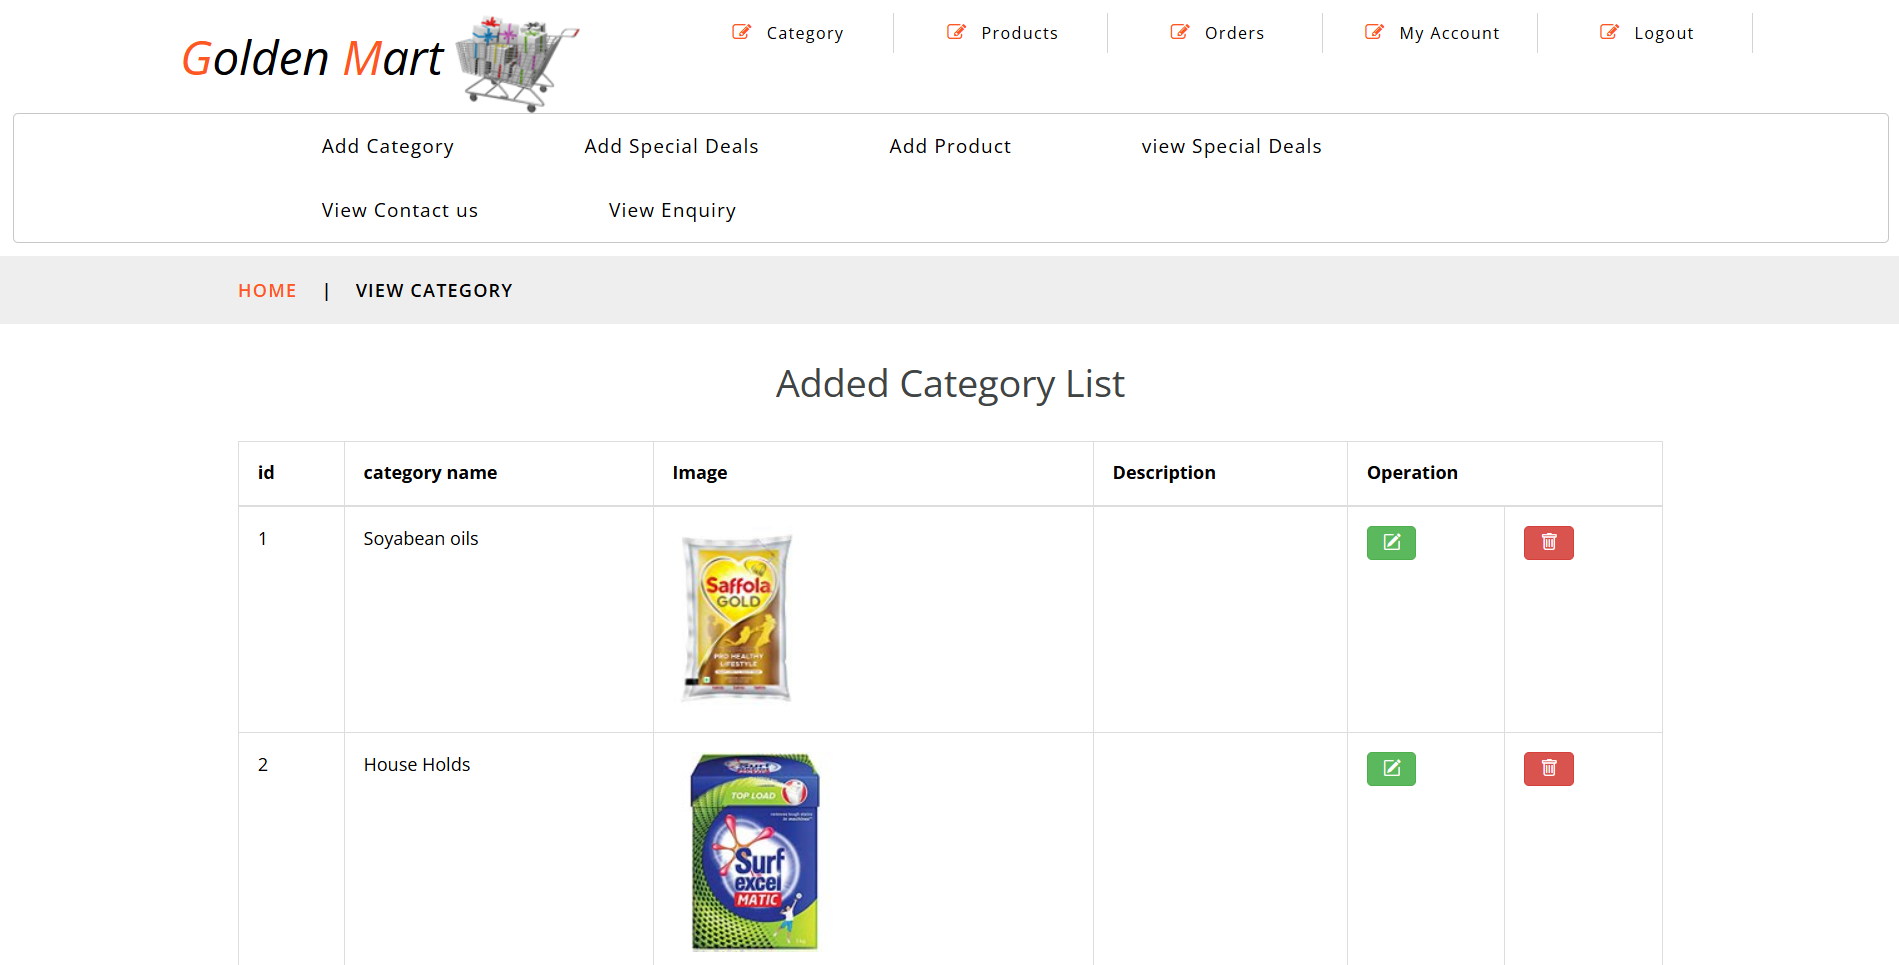 Golden Mart
Category Products Orders My Account Logout
Add Category Add Special Deals Add Product view Special Deals
View Contact us View Enquiry
HOME | VIEW CATEGORY
Added Category List
id category name Image Description Operation
1 Soyabean oils
Saffola
GOLD
PRO HEALTHY
LIFESTYLE
2 House Holds
Surf
TOP LOAD
Surf
excel
MATIC